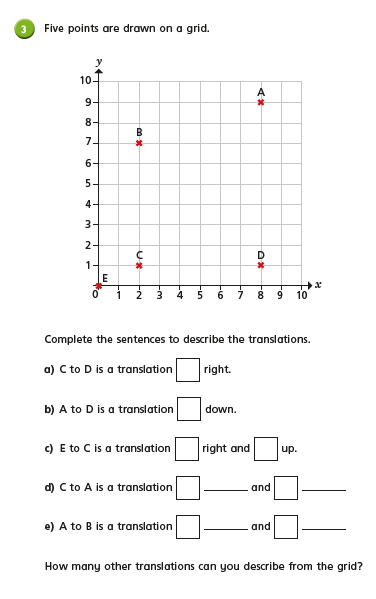 3 Five points are drawn on a grid.
y
10
A
9
8
B
7
6
5
4
3
2
C D
1
E
x
0 1 2 3 4 5 6 7 8 9 10
Complete the sentences to describe the translations.
a) C to D is a translation right.
b) A to D is a translation down.
c) E to C is a translation right and up.
d) C to A is a translation and
e) A to B is a translation and
How many other translations can you describe from the grid?